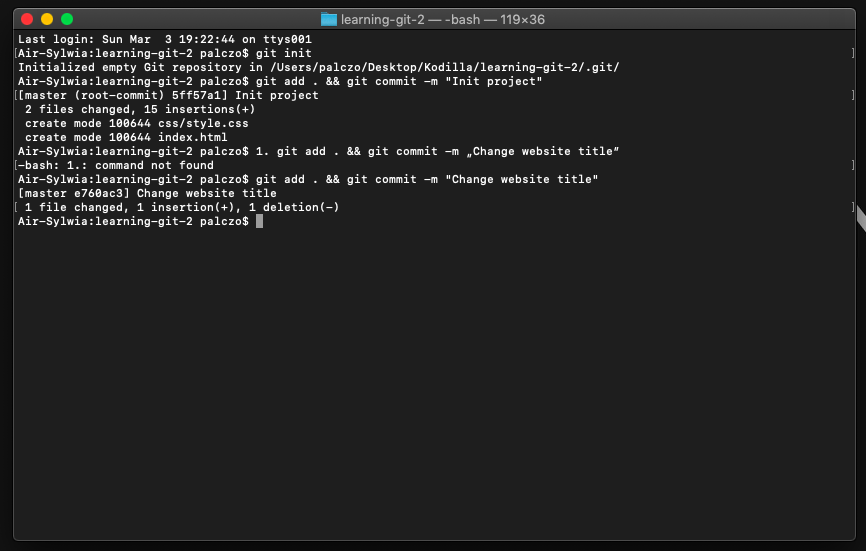 learning-git-2 — -bash — 119×36
Last login: Sun Mar  3 19:22:44 on ttys001
[Air-Sylwia:learning-git-2 palczo$ git init ]
Initialized empty Git repository in /Users/palczo/Desktop/Kodilla/learning-git-2/.git/
Air-Sylwia:learning-git-2 palczo$ git add . && git commit -m "Init project"
[[master (root-commit) 5ff57a1] Init project ]
 2 files changed, 15 insertions(+)
 create mode 100644 css/style.css
 create mode 100644 index.html
Air-Sylwia:learning-git-2 palczo$ 1. git add . && git commit -m „Change website title”
[-bash: 1.: command not found ]
Air-Sylwia:learning-git-2 palczo$ git add . && git commit -m "Change website title"
[master e760ac3] Change website title
[ 1 file changed, 1 insertion(+), 1 deletion(-) ]
Air-Sylwia:learning-git-2 palczo$